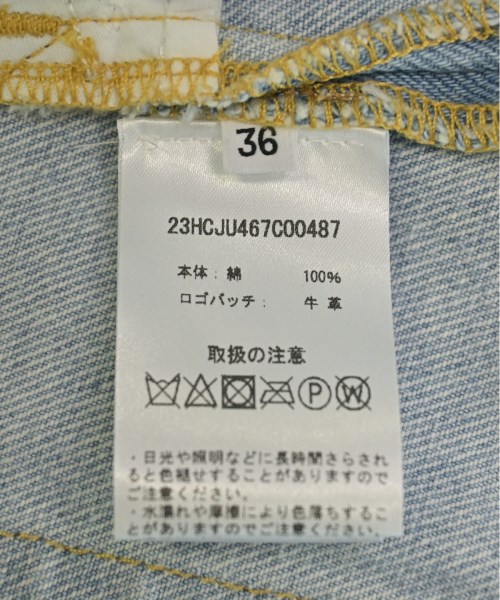 36
23HCJU467C00487
本体: 綿 100%
ロゴパッチ: 牛革
取扱の注意
P W
・日光や照明などに長時間さらされ
ると色褪せすることがありますので
ご注意ください。
・水濡れや摩擦により色落ちするこ
とがありますのでご注意ください。